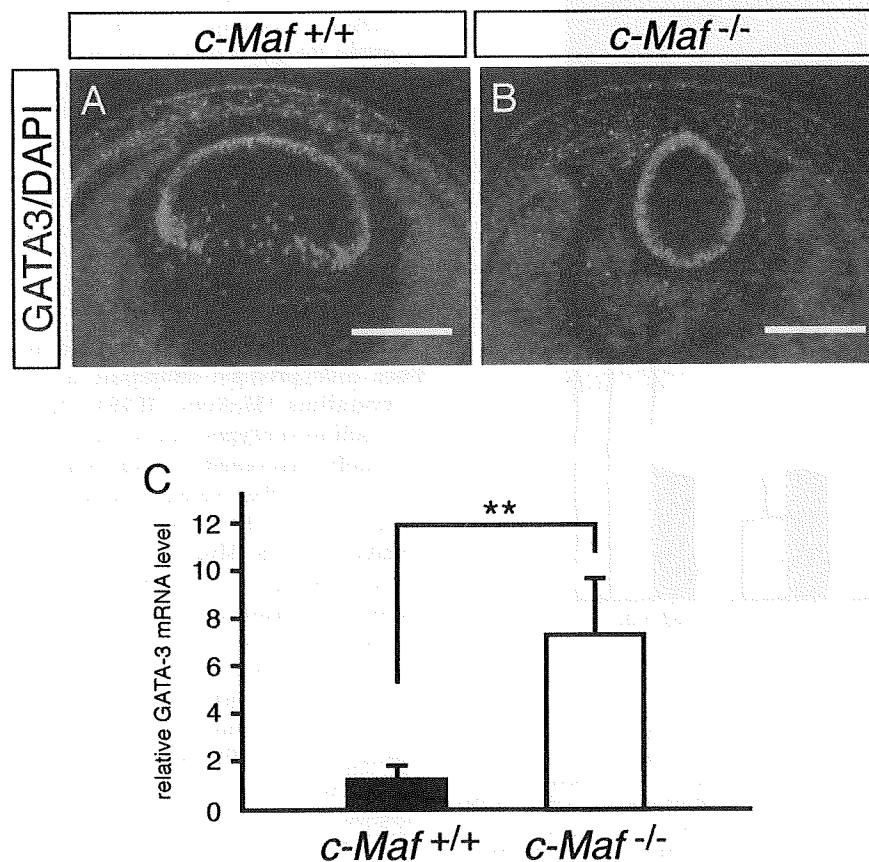 c-Maf +/+
c-Maf -/-
GATA3/DAPI
A
B
C
**
12
10
8
6
4
2
0
relative GATA-3 mRNA level
c-Maf +/+
c-Maf -/-